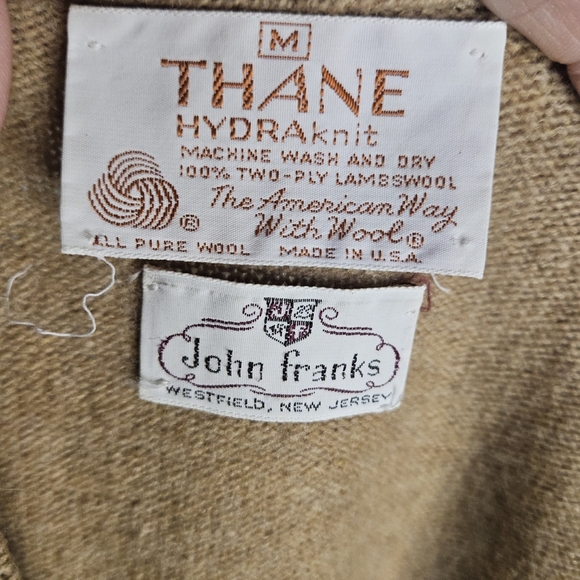 M
THANE
HYDRAknit
MACHINE WASH AND DRY
100% TWO-PLY LAMBSWOOL
The American Way
With Wool®
®
ALL PURE WOOL MADE IN U.S.A.
J
F
John Franks
WESTFIELD, NEW JERSEY